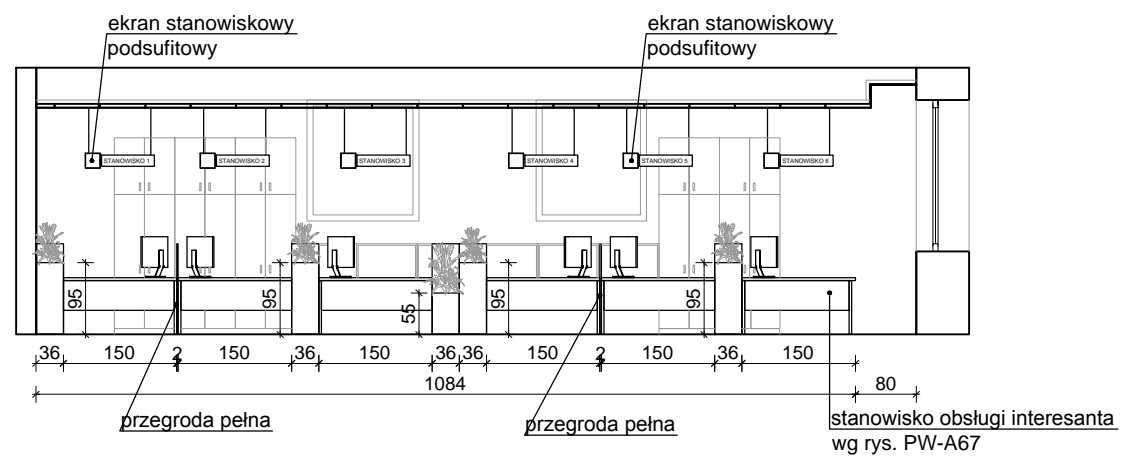 ekran stanowiskowy
podsufitowy
ekran stanowiskowy
podsufitowy
STANOWISKO 1
STANOWISKO 2
STANOWISKO 3
STANOWISKO 4
STANOWISKO 5
STANOWISKO 6
95
95
55
95
95
36 150 2 150 36 150 36 36 150 2 150 36 150
1084 80
przegroda pełna
przegroda pełna
stanowisko obsługi interesanta
wg rys. PW-A67